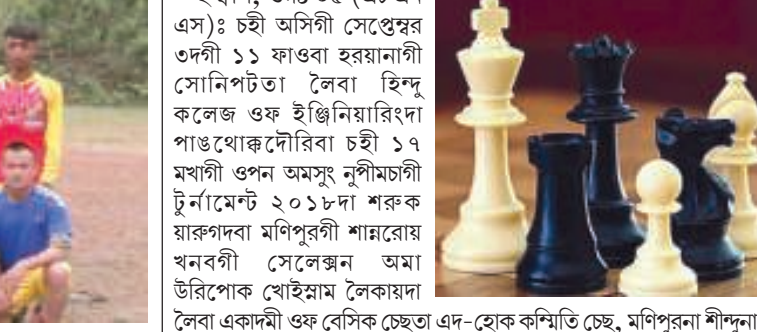 এস)ঃ চহী অসিগী সেপ্তেম্বর
৩দগী ১১ ফাওবা হরয়ানাগী
সোনিপটতা লৈবা হিন্দু
কলেজ ওফ ইঞ্জিনিয়ারিংদা
পাঙথোক্কদৌরিবা চহী ১৭
মখাগী ওপন অমসুং নুপীমচাগী
টুর্নামেন্ট ২০১৮দা শরুক
য়ারুগদবা মণিপুরগী শান্নরোয়
খনবগী সেলেক্সন অমা
উরিপোক খোইস্নাম লৈকায়দা
লৈবা একাদমী ওফ বেসিক চেছতা এদ-হোক কম্মিতি চেছ, মণিপুরনা শীন্দুনা